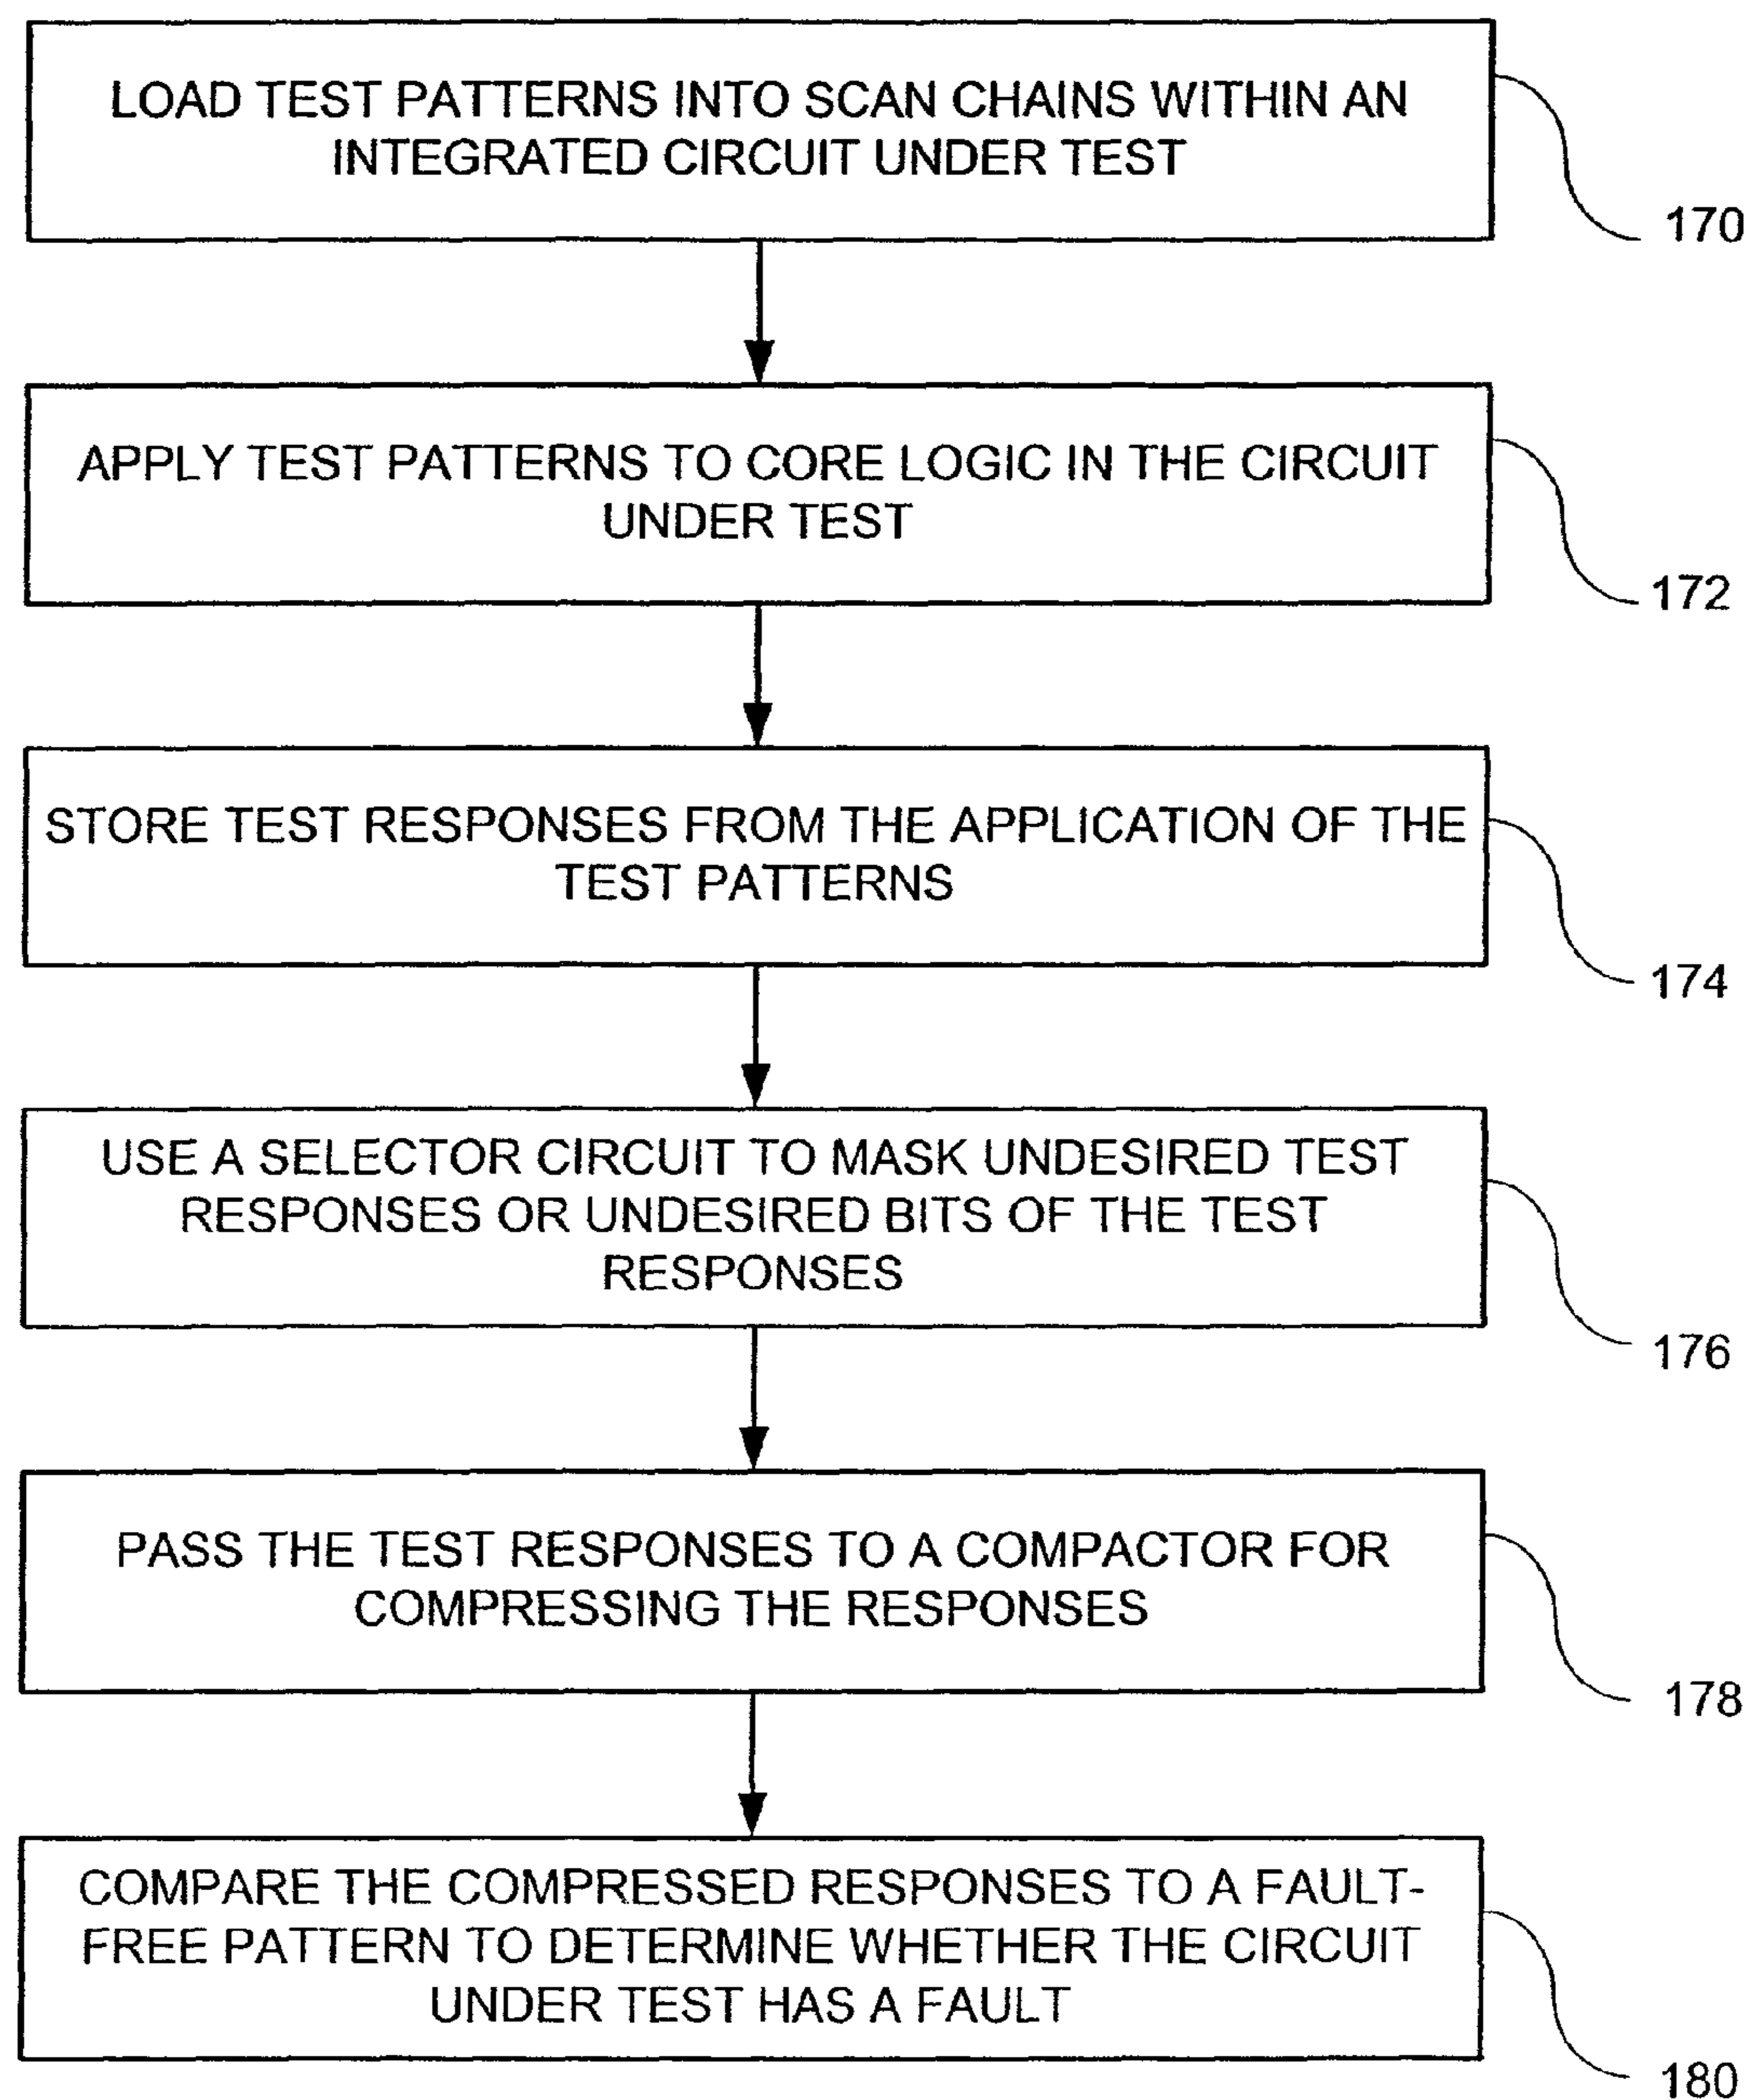 LOAD TEST PATTERNS INTO SCAN CHAINS WITHIN AN
INTEGRATED CIRCUIT UNDER TEST
170
APPLY TEST PATTERNS TO CORE LOGIC IN THE CIRCUIT
UNDER TEST
172
STORE TEST RESPONSES FROM THE APPLICATION OF THE
TEST PATTERNS
174
USE A SELECTOR CIRCUIT TO MASK UNDESIRED TEST
RESPONSES OR UNDESIRED BITS OF THE TEST
RESPONSES
176
PASS THE TEST RESPONSES TO A COMPACTOR FOR
COMPRESSING THE RESPONSES
178
COMPARE THE COMPRESSED RESPONSES TO A FAULT-
FREE PATTERN TO DETERMINE WHETHER THE CIRCUIT
UNDER TEST HAS A FAULT
180